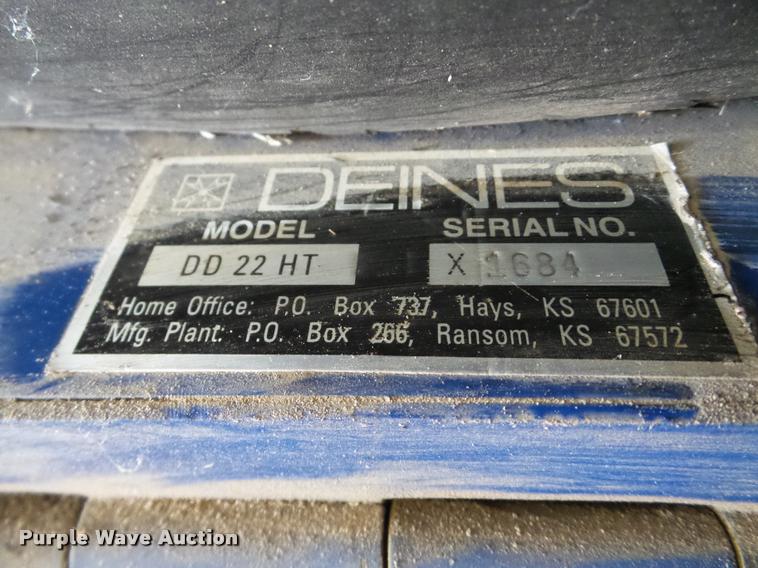 DEINES
MODEL SERIAL NO.
DD 22 HT X 1684
Home Office: P.O. Box 737, Hays, KS 67601
Mfg. Plant: P.O. Box 266, Ransom, KS 67572
Purple Wave Auction